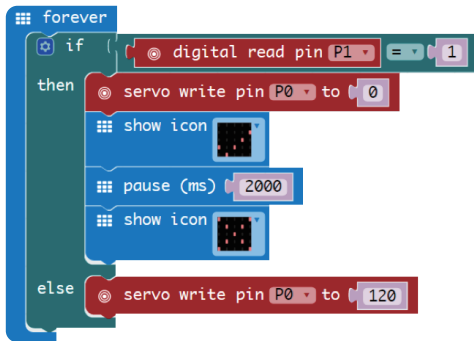 forever
if digital read pin P1 = 1
then servo write pin P0 to 0
show icon
pause (ms) 2000
show icon
else servo write pin P0 to 120